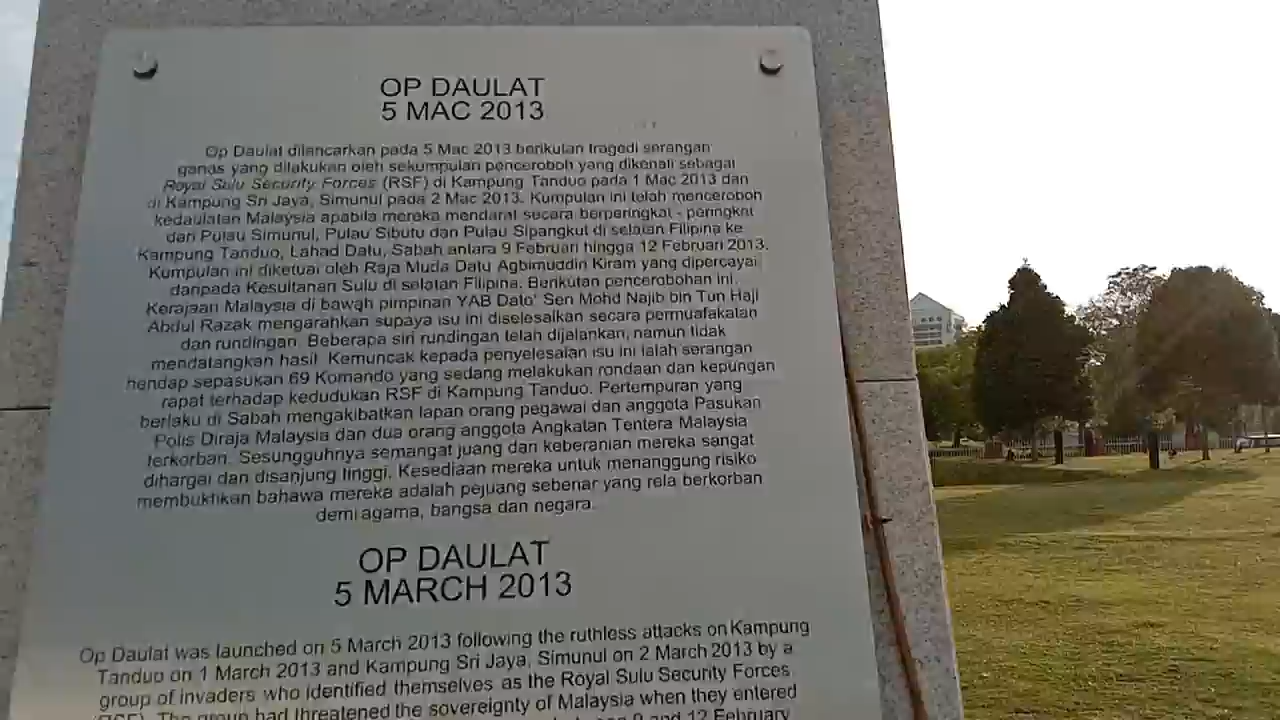 OP DAULAT
5 MAC 2013
Op Daulat dilancarkan pada 5 Mac 2013 berikutan tragedi serangan
ganas yang dilakukan oleh sekumpulan penceroboh yang dikenali sebagai
Royal Sulu Security Forces (RSF) di Kampung Tanduo pada 1 Mac 2013 dan
di Kampung Sri Jaya, Simunul pada 2 Mac 2013. Kumpulan ini telah menceroboh
kedaulatan Malaysia apabila mereka mendarat secara berperingkat - peringkat
dari Pulau Simunul, Pulau Sibutu dan Pulau Sipangkut di selatan Filipina ke
Kampung Tanduo, Lahad Datu, Sabah antara 9 Februari hingga 12 Februari 2013.
Kumpulan ini diketuai oleh Raja Muda Datu Agbimuddin Kiram yang dipercayai
daripada Kesultanan Sulu di selatan Filipina. Berikutan pencerobohan ini,
Kerajaan Malaysia di bawah pimpinan YAB Dato' Seri Mohd Najib bin Tun Haji
Abdul Razak mengarahkan supaya isu ini diselesaikan secara permuafakatan
dan rundingan. Beberapa siri rundingan telah dijalankan, namun tidak
mendatangkan hasil. Kemuncak kepada penyelesaian isu ini ialah serangan
hendap sepasukan 69 Komando yang sedang melakukan rondaan dan kepungan
rapat terhadap kedudukan RSF di Kampung Tanduo. Pertempuran yang
berlaku di Sabah mengakibatkan lapan orang pegawai dan anggota Pasukan
Polis Diraja Malaysia dan dua orang anggota Angkatan Tentera Malaysia
terkorban. Sesungguhnya semangat juang dan keberanian mereka sangat
dihargai dan disanjung tinggi. Kesediaan mereka untuk menanggung risiko
membuktikan bahawa mereka adalah pejuang sebenar yang rela berkorban
demi agama, bangsa dan negara.
OP DAULAT
5 MARCH 2013
Op Daulat was launched on 5 March 2013 following the ruthless attacks on Kampung
Tanduo on 1 March 2013 and Kampung Sri Jaya, Simunul on 2 March 2013 by a
group of invaders who identified themselves as the Royal Sulu Security Forces
(RSF). The group had threatened the sovereignty of Malaysia when they entered
9 and 12 February